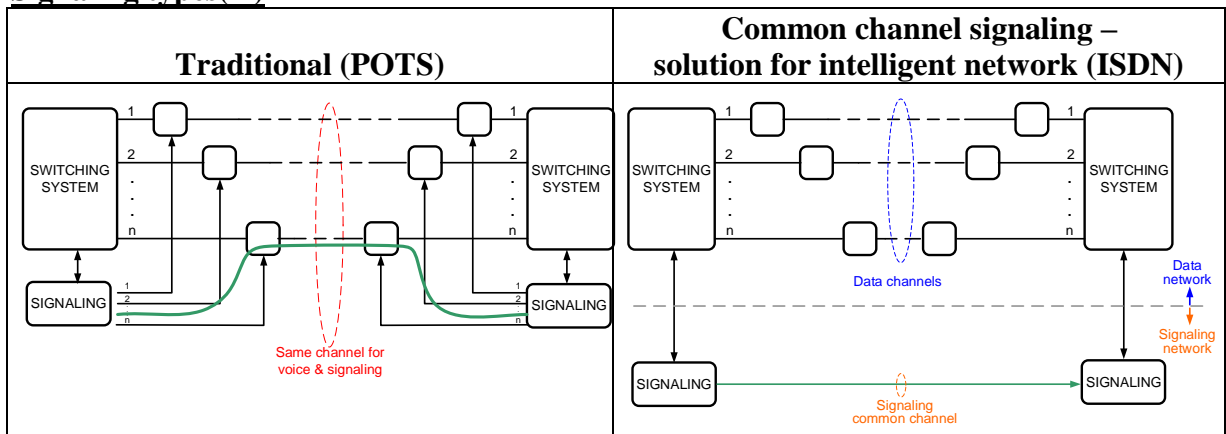 Traditional (POTS)
Common channel signaling –
solution for intelligent network (ISDN)
SWITCHING
SYSTEM
1
2
.
.
.
.
n
1
2
.
.
.
.
n
SWITCHING
SYSTEM
SIGNALING
1
2
n
1
2
n
SIGNALING
Same channel for
voice & signaling
SWITCHING
SYSTEM
1
2
.
.
.
.
n
1
2
.
.
.
.
n
SWITCHING
SYSTEM
Data channels
Data
network
Signaling
network
SIGNALING
SIGNALING
Signaling
common channel